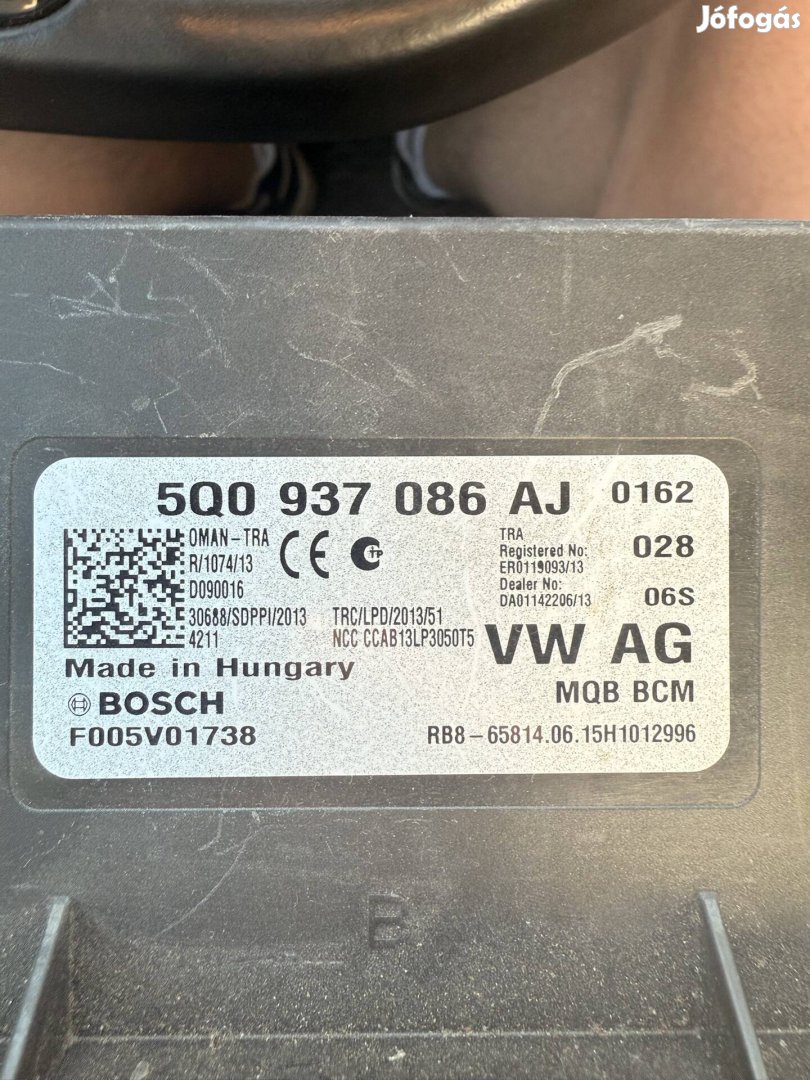 Jófogás
5Q0 937 086 AJ 0162
OMAN-TRA
R/1074/13
D090016
30688/SDPPI/2013
4211
CE
TRC/LPD/2013/51
NCC CCAB13LP3050T5
TRA
Registered No:
ER0119093/13
Dealer No:
DA01142206/13
028
06S
VW AG
MQB BCM
Made in Hungary
BOSCH
F005V01738
RB8-65814.06.15H1012996
B